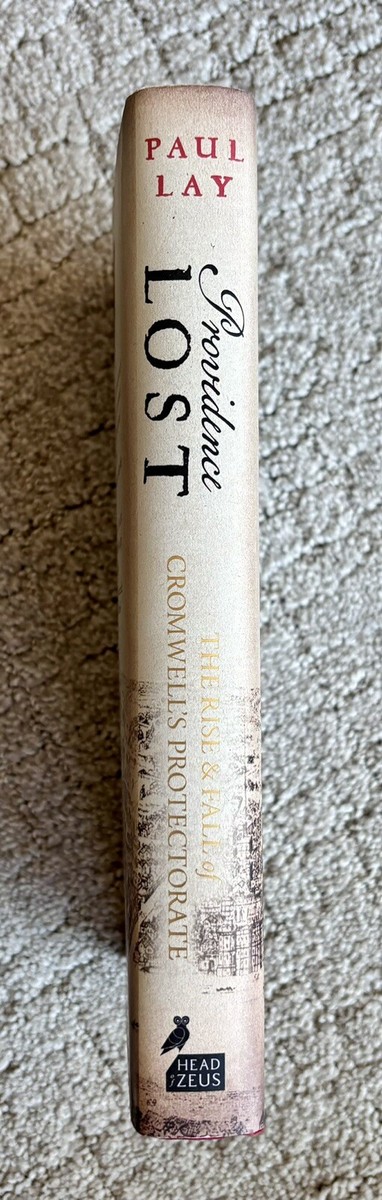 PAUL
LAY
Providence
LOST
THE RISE & FALL of
CROMWELL'S PROTECTORATE
HEAD
of ZEUS